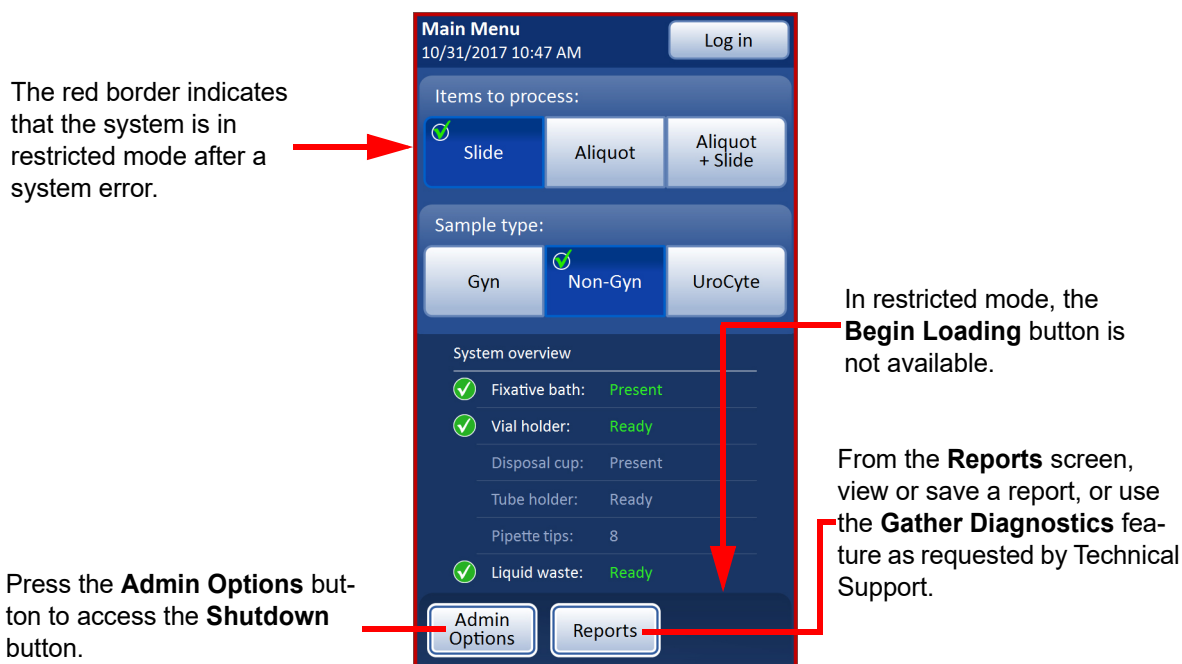 Main Menu
10/31/2017 10:47 AM
Log in
The red border indicates
that the system is in
restricted mode after a
system error.
Items to process:
Slide
Aliquot
Aliquot
+ Slide
Sample type:
Gyn
Non-Gyn
UroCyte
In restricted mode, the
Begin Loading button is
not available.
System overview
Fixative bath: Present
Vial holder: Ready
Disposal cup: Present
Tube holder: Ready
Pipette tips: 8
Liquid waste: Ready
From the Reports screen,
view or save a report, or use
the Gather Diagnostics fea-
ture as requested by Technical
Support.
Press the Admin Options but-
ton to access the Shutdown
button.
Admin
Options
Reports